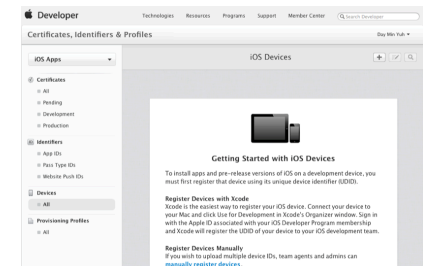 Developer
Technologies Resources Programs Support Member Center Search Developer
Certificates, Identifiers & Profiles
Day Min Yuh
iOS Apps
iOS Devices
Certificates
All
Pending
Development
Production
Identifiers
App IDs
Pass Type IDs
Website Push IDs
Devices
All
Provisioning Profiles
All
Getting Started with iOS Devices
To install apps and pre-release versions of iOS on a development device, you
must first register that device using its unique device identifier (UDID).
Register Devices with Xcode
Xcode is the easiest way to register your iOS device. Connect your device to
your Mac and click Use for Development in Xcode's Organizer window. Sign in
with the Apple ID associated with your iOS Developer Program membership
and Xcode will register the UDID of your device to your iOS development team.
Register Devices Manually
If you wish to upload multiple device IDs, team agents and admins can
manually register devices.